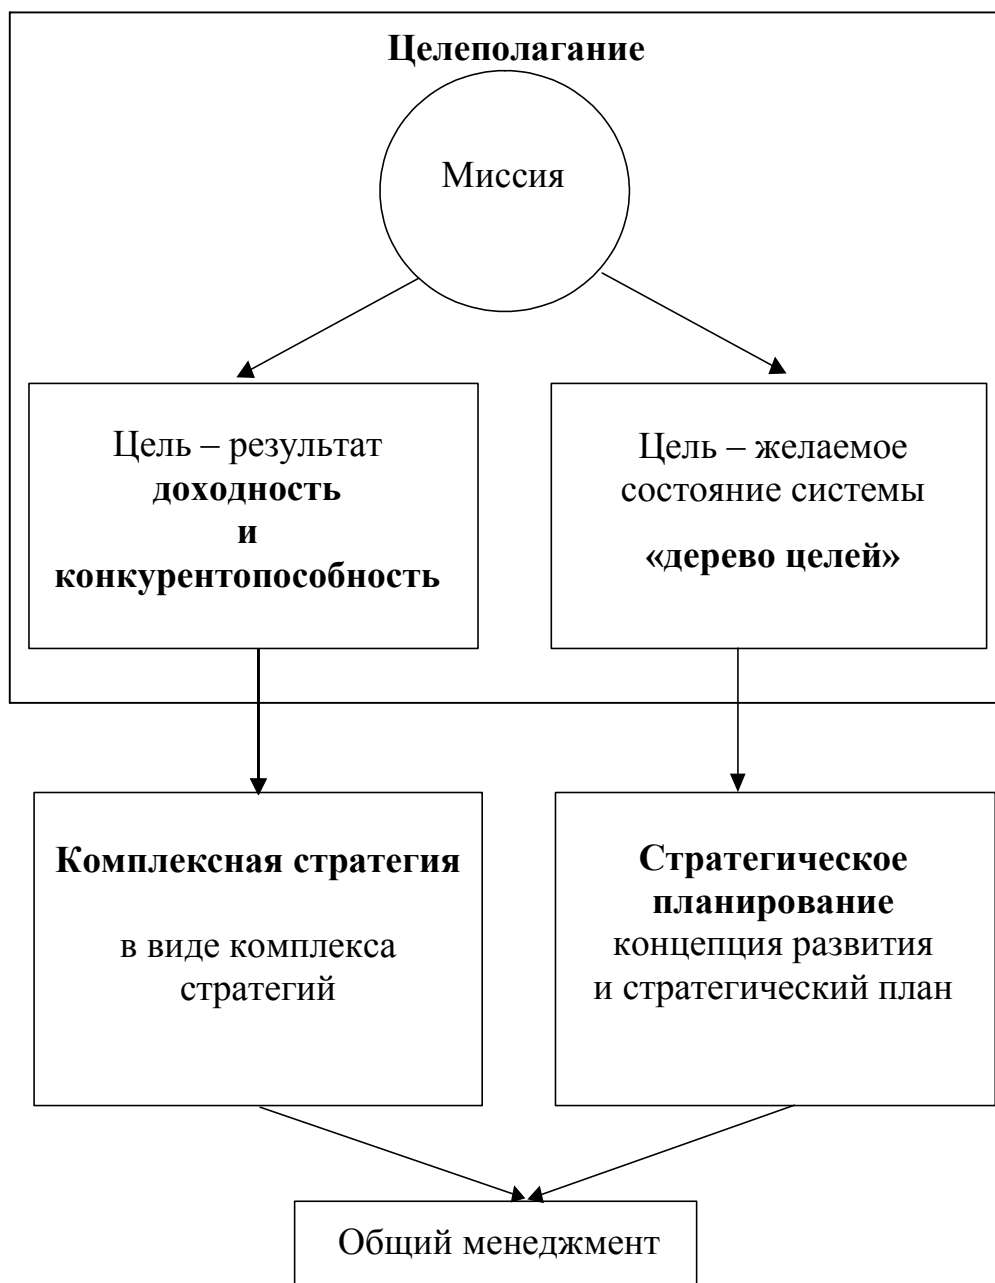 Целеполагание
Миссия
Цель – результат
доходность
и
конкурентопособность
Цель – желаемое
состояние системы
«дерево целей»
Комплексная стратегия
в виде комплекса
стратегий
Стратегическое
планирование
концепция развития
и стратегический план
Общий менеджмент